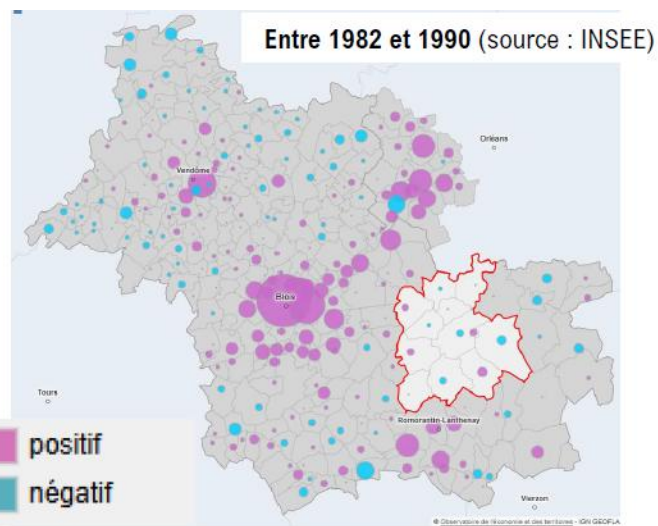 Entre 1982 et 1990 (source : INSEE)
Orléans
Vendôme
Blois
Tours
Romorantin-Lanthenay
Vierzon
positif
négatif
© Observatoire de l'économie et des territoires - IGN GEOFLA